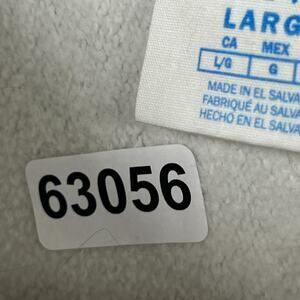 LARG
CA MEX
L/G G
MADE IN EL SALVA
FABRIQUÉ AU SALVA
HECHO EN EL SALVA
63056